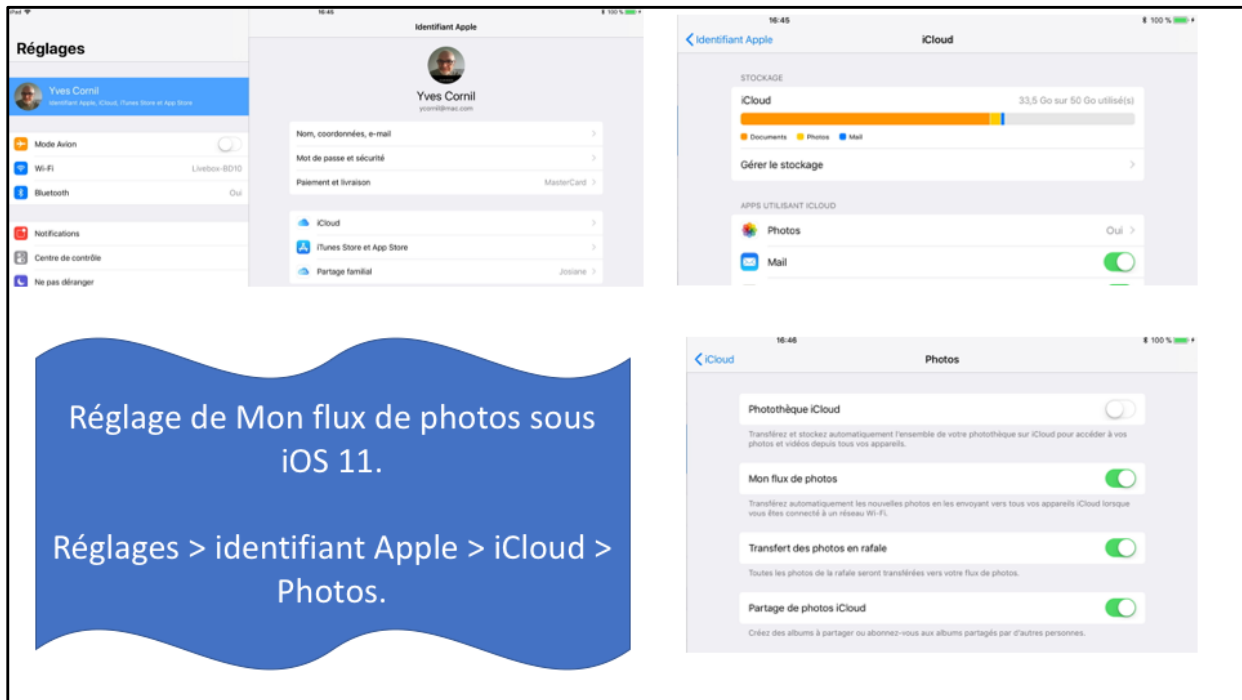 iPad 16:45 100 %
Réglages
Yves Cornil
Identifiant Apple, iCloud, iTunes Store et App Store
Mode Avion
Wi-Fi Livebox-BD10
Bluetooth Oui
Notifications
Centre de contrôle
Ne pas déranger
Identifiant Apple
Yves Cornil
ycornil@mac.com
Nom, coordonnées, e-mail
Mot de passe et sécurité
Paiement et livraison MasterCard
iCloud
iTunes Store et App Store
Partage familial Josiane
16:45 100 %
Identifiant Apple iCloud
STOCKAGE
iCloud 33,5 Go sur 50 Go utilisé(s)
Documents Photos Mail
Gérer le stockage
APPS UTILISANT ICLOUD
Photos Oui
Mail
Réglage de Mon flux de photos sous
iOS 11.
Réglages > identifiant Apple > iCloud >
Photos.
16:46 100 %
iCloud Photos
Photothèque iCloud
Transférez et stockez automatiquement l'ensemble de votre photothèque sur iCloud pour accéder à vos
photos et vidéos depuis tous vos appareils.
Mon flux de photos
Transférez automatiquement les nouvelles photos en les envoyant vers tous vos appareils iCloud lorsque
vous êtes connecté à un réseau Wi-Fi.
Transfert des photos en rafale
Toutes les photos de la rafale seront transférées vers votre flux de photos.
Partage de photos iCloud
Créez des albums à partager ou abonnez-vous aux albums partagés par d'autres personnes.